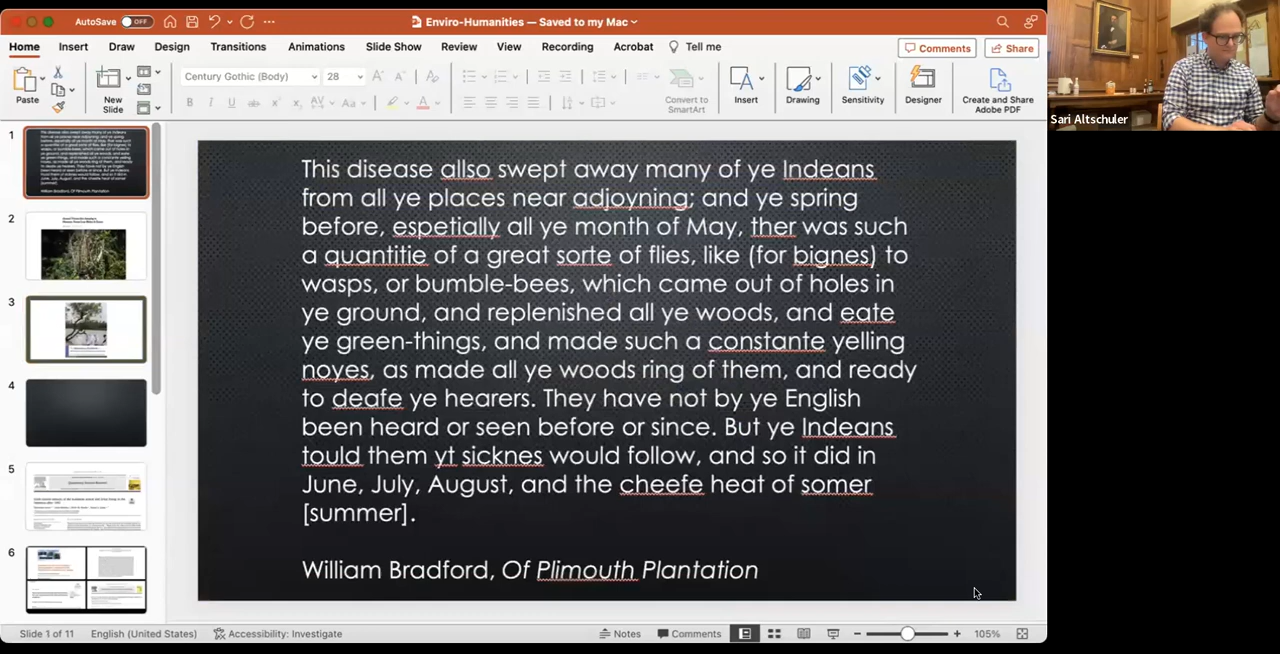 AutoSave OFF
Enviro-Humanities — Saved to my Mac
Home Insert Draw Design Transitions Animations Slide Show Review View Recording Acrobat Tell me
Comments Share
Century Gothic (Body) 28
Paste
New
Slide
Convert to
SmartArt
Insert
Drawing
Sensitivity
Designer
Create and Share
Adobe PDF
Sari Altschuler
1
2
3
4
5
6
This disease allso swept away many of ye Indeans
from all ye places near adjoyning; and ye spring
before, espetially all ye month of May, ther was such
a quantitie of a great sorte of flies, like (for bignes) to
wasps, or bumble-bees, which came out of holes in
ye ground, and replenished all ye woods, and eate
ye green-things, and made such a constante yelling
noyes, as made all ye woods ring of them, and ready
to deafe ye hearers. They have not by ye English
been heard or seen before or since. But ye Indeans
tould them yt sicknes would follow, and so it did in
June, July, August, and the cheefe heat of somer
[summer].
William Bradford, Of Plimouth Plantation
Slide 1 of 11 English (United States) Accessibility: Investigate
Notes Comments 105%